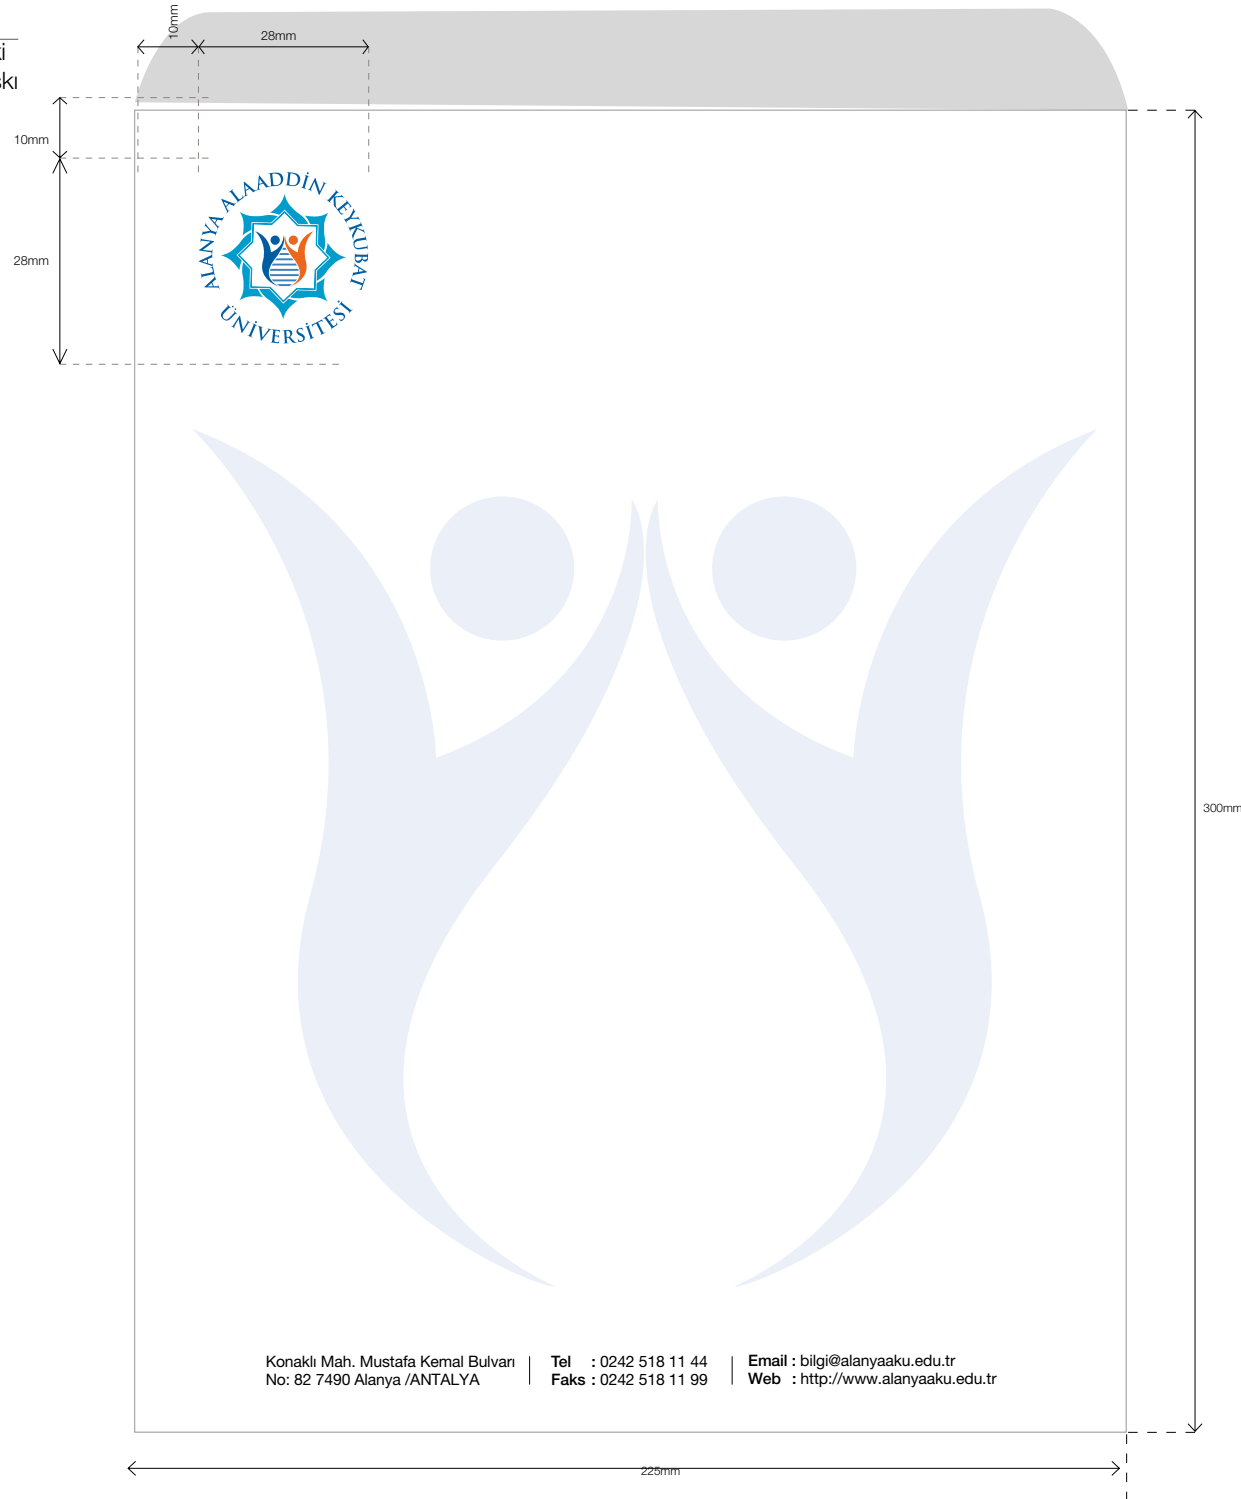 10mm
28mm
ki
skı
10mm
28mm
ALANYA ALAADDİN KEYKUBAT
ÜNİVERSİTESİ
300mm
Konaklı Mah. Mustafa Kemal Bulvarı
No: 82 7490 Alanya /ANTALYA
Tel : 0242 518 11 44
Faks : 0242 518 11 99
Email : bilgi@alanyaaku.edu.tr
Web : http://www.alanyaaku.edu.tr
225mm